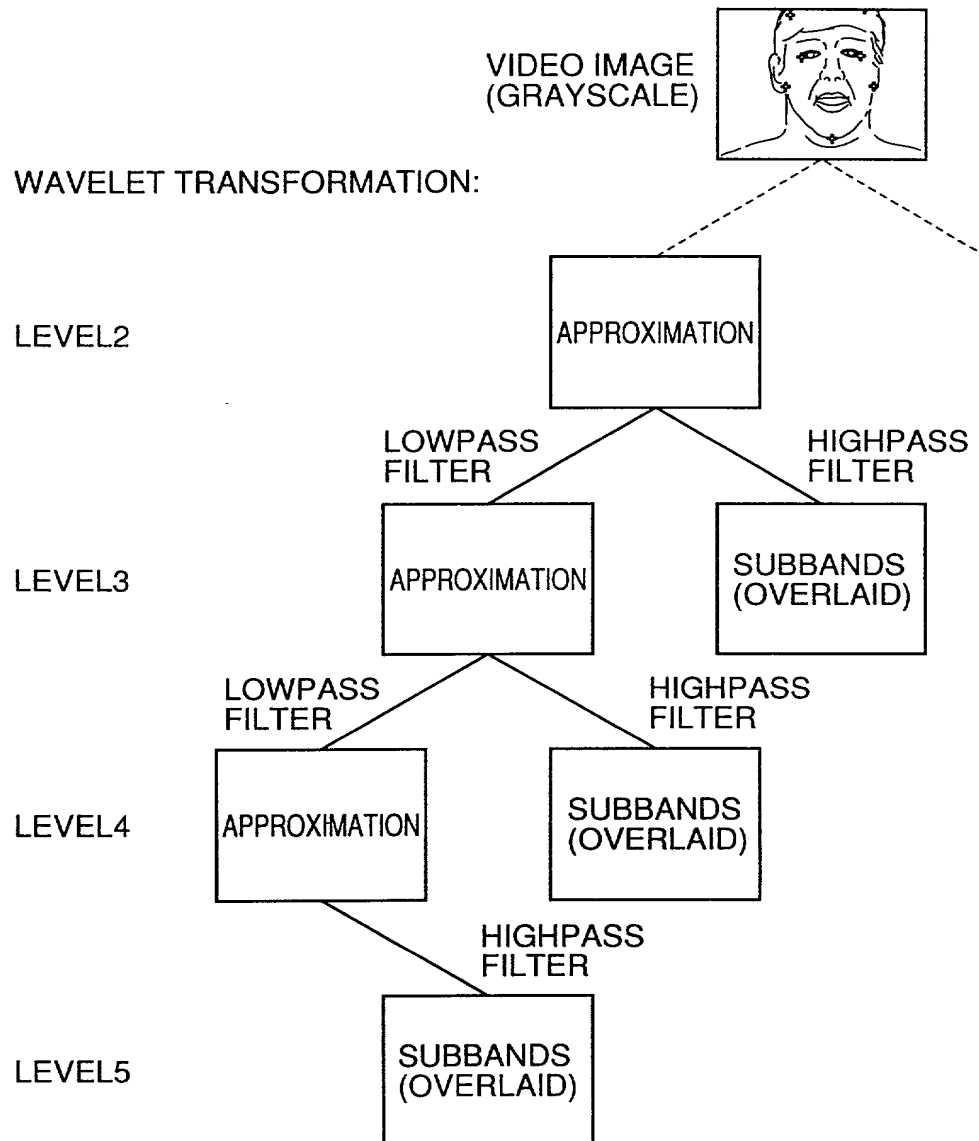 VIDEO IMAGE
(GRAYSCALE)
WAVELET TRANSFORMATION:
LEVEL2
APPROXIMATION
LOWPASS
FILTER
HIGHPASS
FILTER
LEVEL3
APPROXIMATION
SUBBANDS
(OVERLAID)
LOWPASS
FILTER
HIGHPASS
FILTER
LEVEL4
APPROXIMATION
SUBBANDS
(OVERLAID)
HIGHPASS
FILTER
LEVEL5
SUBBANDS
(OVERLAID)